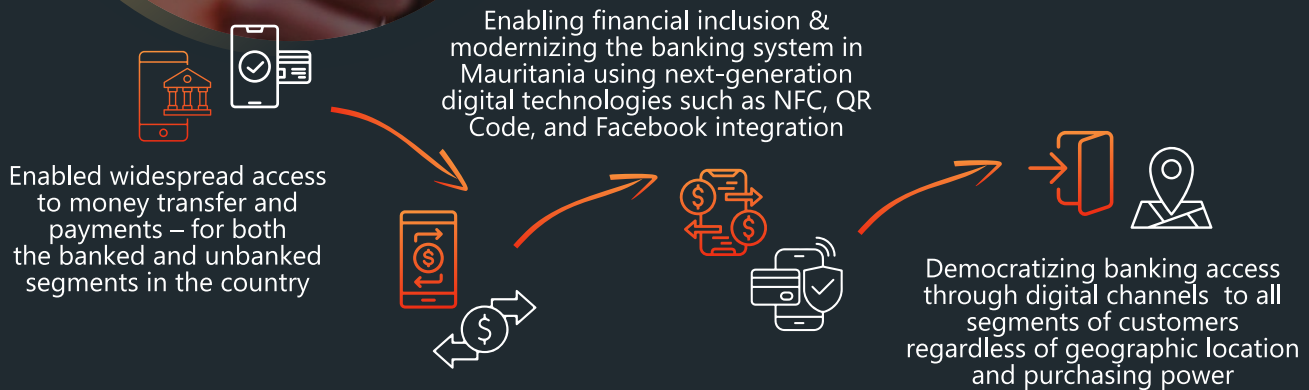 Enabling financial inclusion &
modernizing the banking system in
Mauritania using next-generation
digital technologies such as NFC, QR
Code, and Facebook integration
Enabled widespread access
to money transfer and
payments – for both
the banked and unbanked
segments in the country
Democratizing banking access
through digital channels  to all
segments of customers
regardless of geographic location
and purchasing power